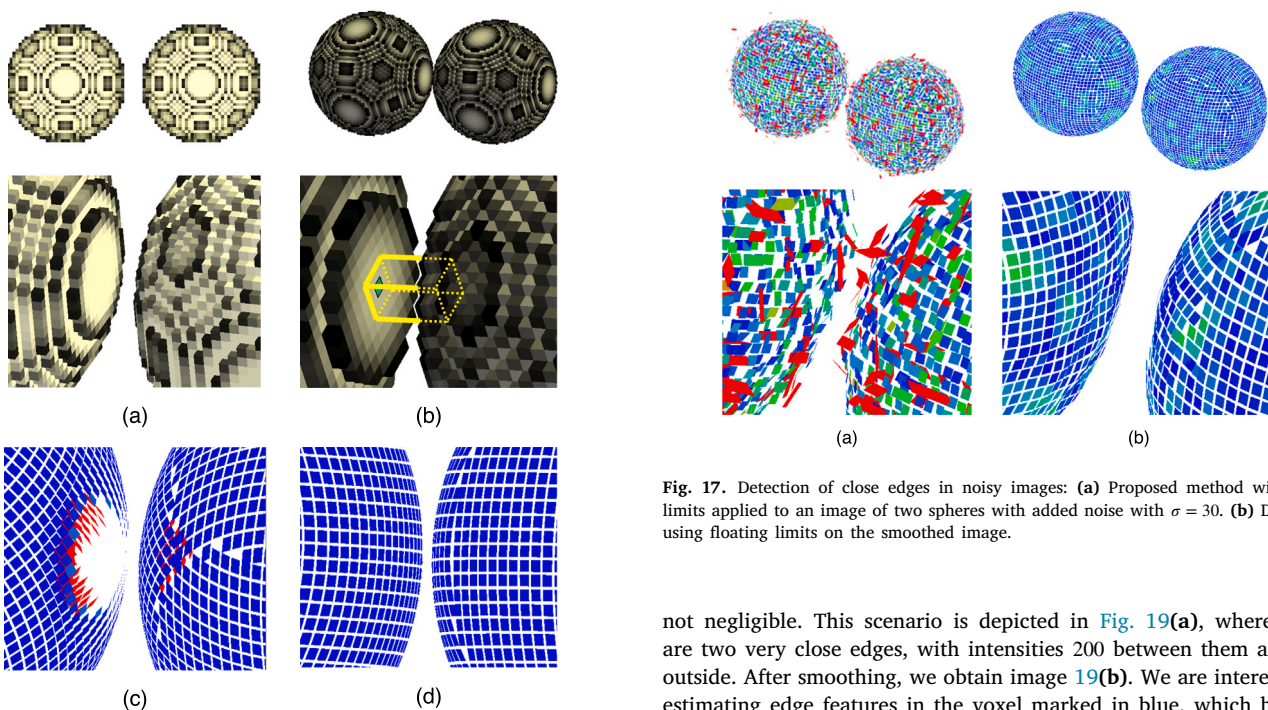 (a)
(b)
(c)
(d)
(a)
(b)
Fig. 17. Detection of close edges in noisy images: (a) Proposed method wi
limits applied to an image of two spheres with added noise with σ = 30. (b) D
using floating limits on the smoothed image.
not negligible. This scenario is depicted in Fig. 19(a), where
are two very close edges, with intensities 200 between them a
outside. After smoothing, we obtain image 19(b). We are intere
estimating edge features in the voxel marked in blue, which h